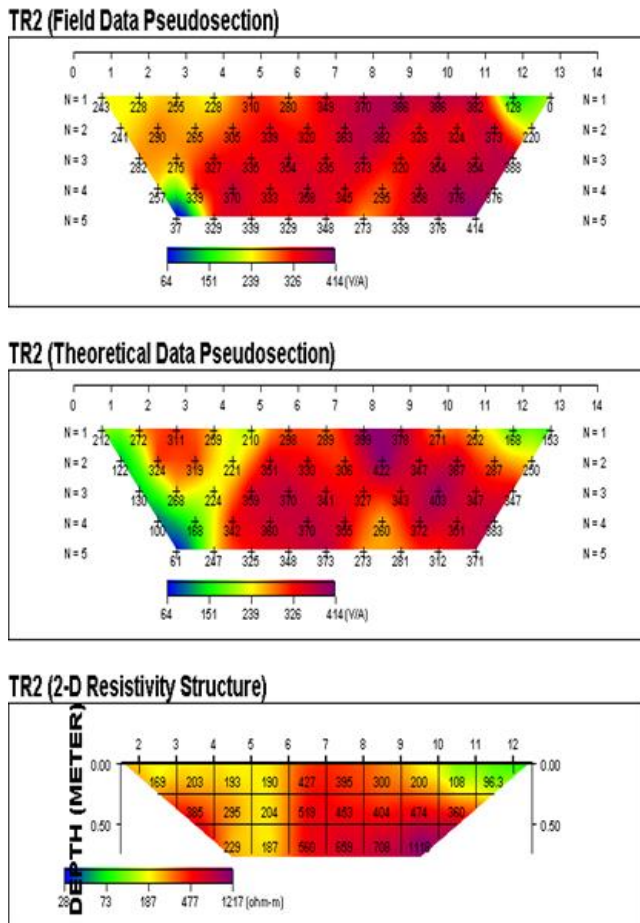 TR2 (Field Data Pseudosection)
0 1 2 3 4 5 6 7 8 9 10 11 12 13 14
N = 1 243 228 255 228 310 280 349 370 386 382 128 0 N = 1
N = 2 241 290 265 305 339 320 383 382 326 324 373 220 N = 2
N = 3 282 275 327 335 354 335 373 320 354 354 388 N = 3
N = 4 257 339 370 333 358 345 295 358 376 376 N = 4
N = 5 37 329 339 329 348 273 339 376 414 N = 5
64 151 239 326 414 (V/A)
TR2 (Theoretical Data Pseudosection)
0 1 2 3 4 5 6 7 8 9 10 11 12 13 14
N = 1 212 272 311 259 210 298 289 399 379 271 252 168 153 N = 1
N = 2 122 324 319 221 351 330 306 422 347 367 287 250 N = 2
N = 3 130 268 224 359 370 341 327 343 403 347 347 N = 3
N = 4 100 168 342 360 370 355 260 372 351 383 N = 4
N = 5 61 247 325 348 373 273 281 312 371 N = 5
64 151 239 326 414 (V/A)
TR2 (2-D Resistivity Structure)
DEPTH (METER)
2 3 4 5 6 7 8 9 10 11 12
0.00 169 203 193 190 427 395 300 200 108 96.3 0.00
385 295 204 519 453 404 474 360
0.50 0.50
229 187 560 659 708
28 73 187 477 1217 (ohm-m)